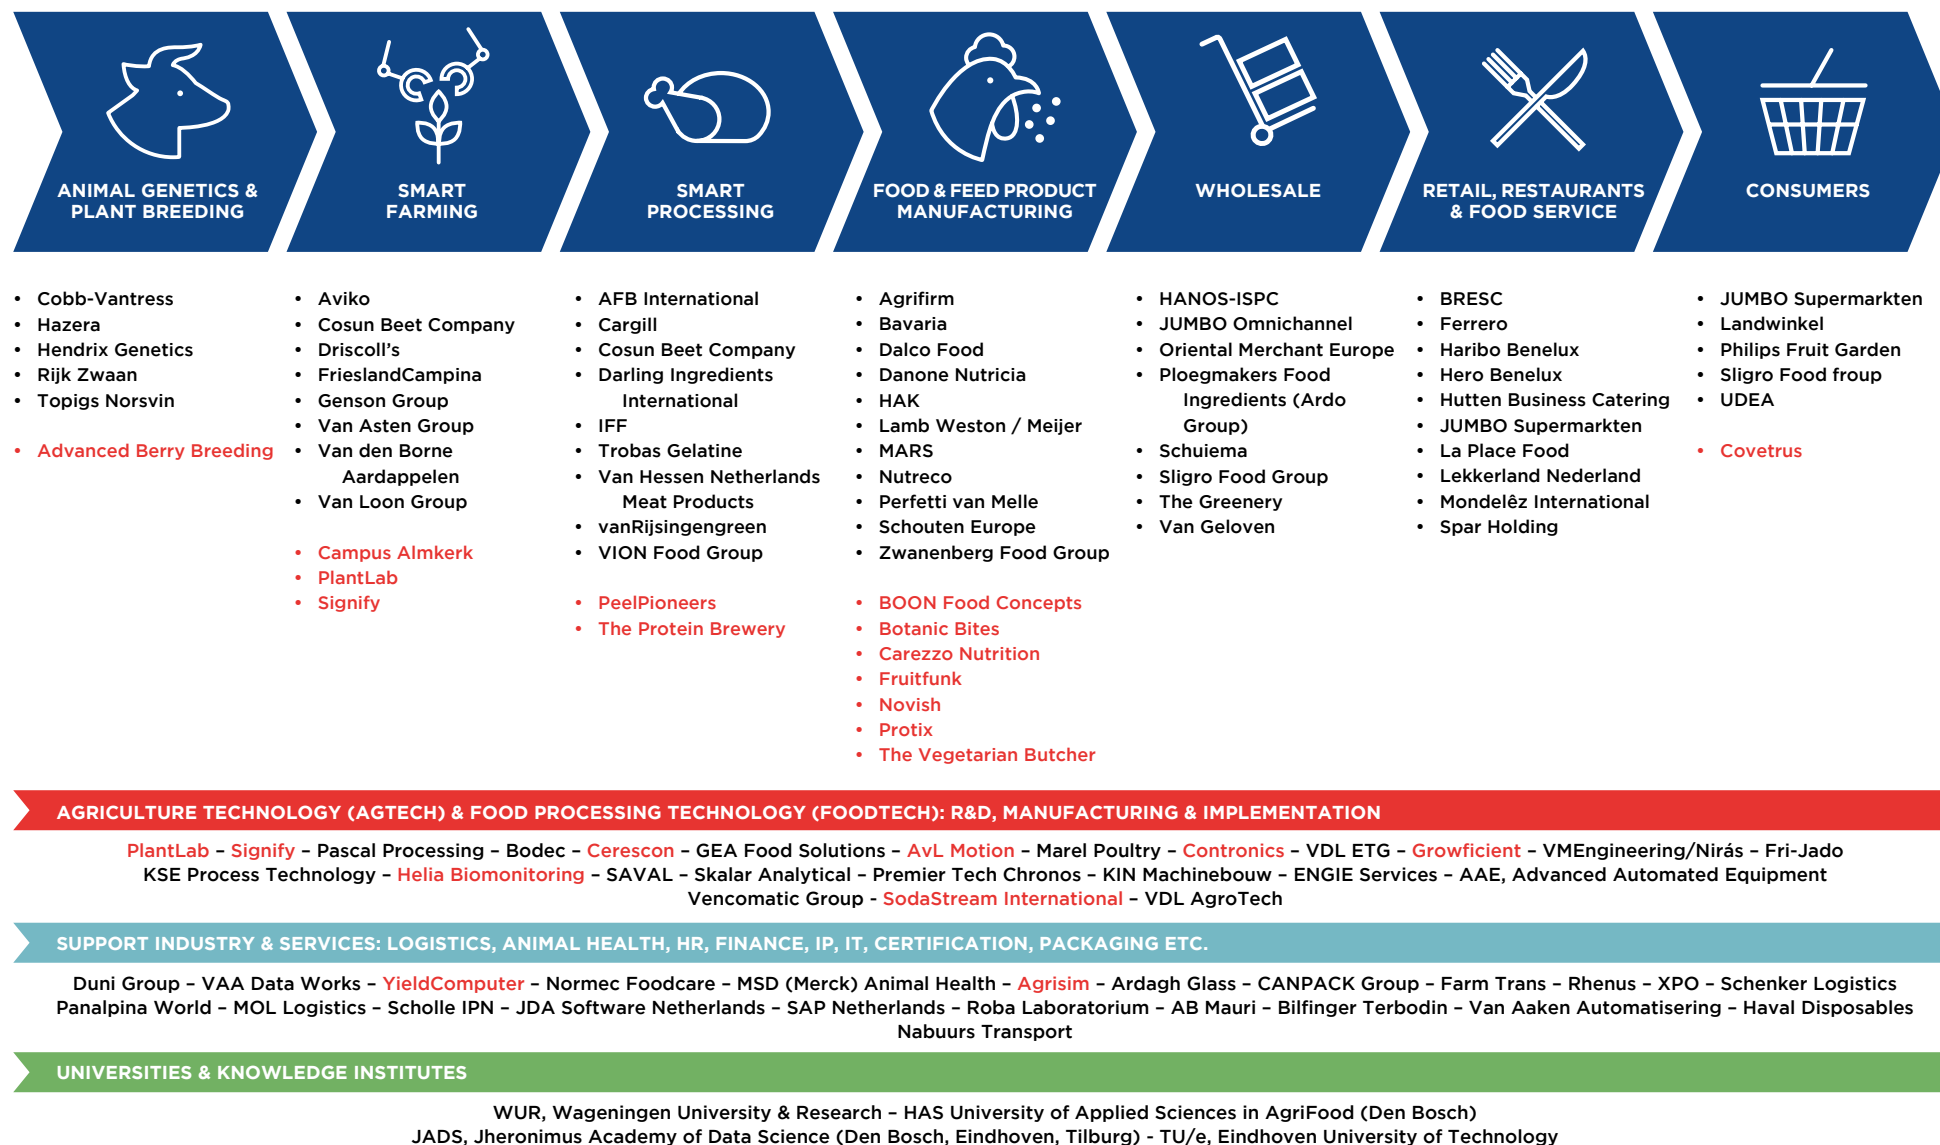 ANIMAL GENETICS &
PLANT BREEDING
SMART
FARMING
SMART
PROCESSING
FOOD & FEED PRODUCT
MANUFACTURING
WHOLESALE
RETAIL, RESTAURANTS
& FOOD SERVICE
CONSUMERS
• Cobb-Vantress
• Hazera
• Hendrix Genetics
• Rijk Zwaan
• Topigs Norsvin
• Advanced Berry Breeding
• Aviko
• Cosun Beet Company
• Driscoll's
• FrieslandCampina
• Genson Group
• Van Asten Group
• Van den Borne
Aardappelen
• Van Loon Group
• Campus Almkerk
• PlantLab
• Signify
• AFB International
• Cargill
• Cosun Beet Company
• Darling Ingredients
International
• IFF
• Trobas Gelatine
• Van Hessen Netherlands
Meat Products
• vanRijsingengreen
• VION Food Group
• PeelPioneers
• The Protein Brewery
• Agrifirm
• Bavaria
• Dalco Food
• Danone Nutricia
• HAK
• Lamb Weston / Meijer
• MARS
• Nutreco
• Perfetti van Melle
• Schouten Europe
• Zwanenberg Food Group
• BOON Food Concepts
• Botanic Bites
• Carezzo Nutrition
• Fruitfunk
• Novish
• Protix
• The Vegetarian Butcher
• HANOS-ISPC
• JUMBO Omnichannel
• Oriental Merchant Europe
• Ploegmakers Food
Ingredients (Ardo
Group)
• Schuiema
• Sligro Food Group
• The Greenery
• Van Geloven
• BRESC
• Ferrero
• Haribo Benelux
• Hero Benelux
• Hutten Business Catering
• JUMBO Supermarkten
• La Place Food
• Lekkerland Nederland
• Mondelêz International
• Spar Holding
• JUMBO Supermarkten
• Landwinkel
• Philips Fruit Garden
• Sligro Food froup
• UDEA
• Covetrus
AGRICULTURE TECHNOLOGY (AGTECH) & FOOD PROCESSING TECHNOLOGY (FOODTECH): R&D, MANUFACTURING & IMPLEMENTATION
PlantLab – Signify – Pascal Processing – Bodec – Cerescon – GEA Food Solutions – AvL Motion – Marel Poultry – Contronics – VDL ETG – Growficient – VMEngineering/Nirás – Fri-Jado
KSE Process Technology – Helia Biomonitoring – SAVAL – Skalar Analytical – Premier Tech Chronos – KIN Machinebouw – ENGIE Services – AAE, Advanced Automated Equipment
Vencomatic Group - SodaStream International – VDL AgroTech
SUPPORT INDUSTRY & SERVICES: LOGISTICS, ANIMAL HEALTH, HR, FINANCE, IP, IT, CERTIFICATION, PACKAGING ETC.
Duni Group – VAA Data Works – YieldComputer – Normec Foodcare – MSD (Merck) Animal Health – Agrisim – Ardagh Glass – CANPACK Group – Farm Trans – Rhenus – XPO – Schenker Logistics
Panalpina World – MOL Logistics – Scholle IPN – JDA Software Netherlands – SAP Netherlands – Roba Laboratorium – AB Mauri – Bilfinger Terbodin – Van Aaken Automatisering – Haval Disposables
Nabuurs Transport
UNIVERSITIES & KNOWLEDGE INSTITUTES
WUR, Wageningen University & Research – HAS University of Applied Sciences in AgriFood (Den Bosch)
JADS, Jheronimus Academy of Data Science (Den Bosch, Eindhoven, Tilburg) - TU/e, Eindhoven University of Technology